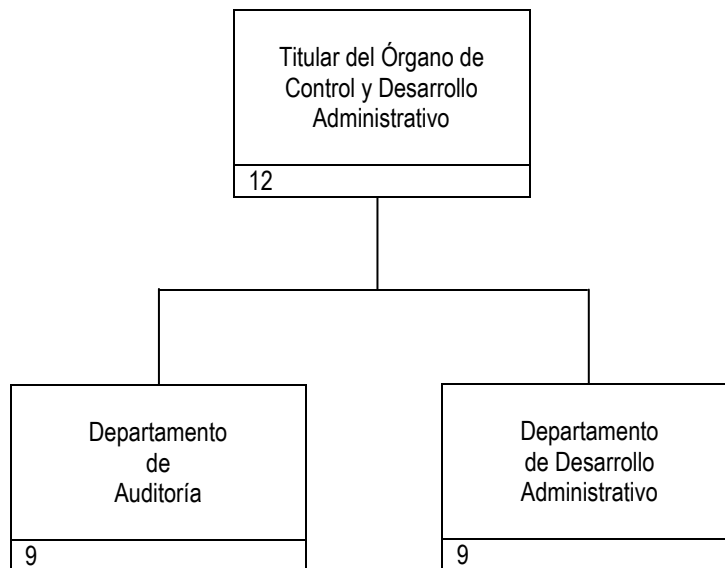 Titular del Órgano de
Control y Desarrollo
Administrativo
12
Departamento
de
Auditoría
9
Departamento
de Desarrollo
Administrativo
9